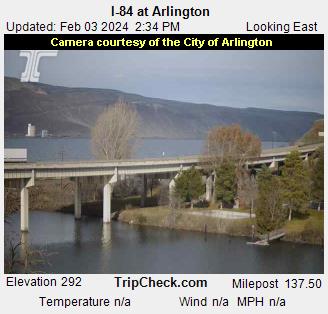 I-84 at Arlington
Updated: Feb 03 2024 2:34 PM Looking East
Camera courtesy of the City of Arlington
Elevation 292 TripCheck.com Milepost 137.50
Temperature n/a Wind n/a MPH n/a